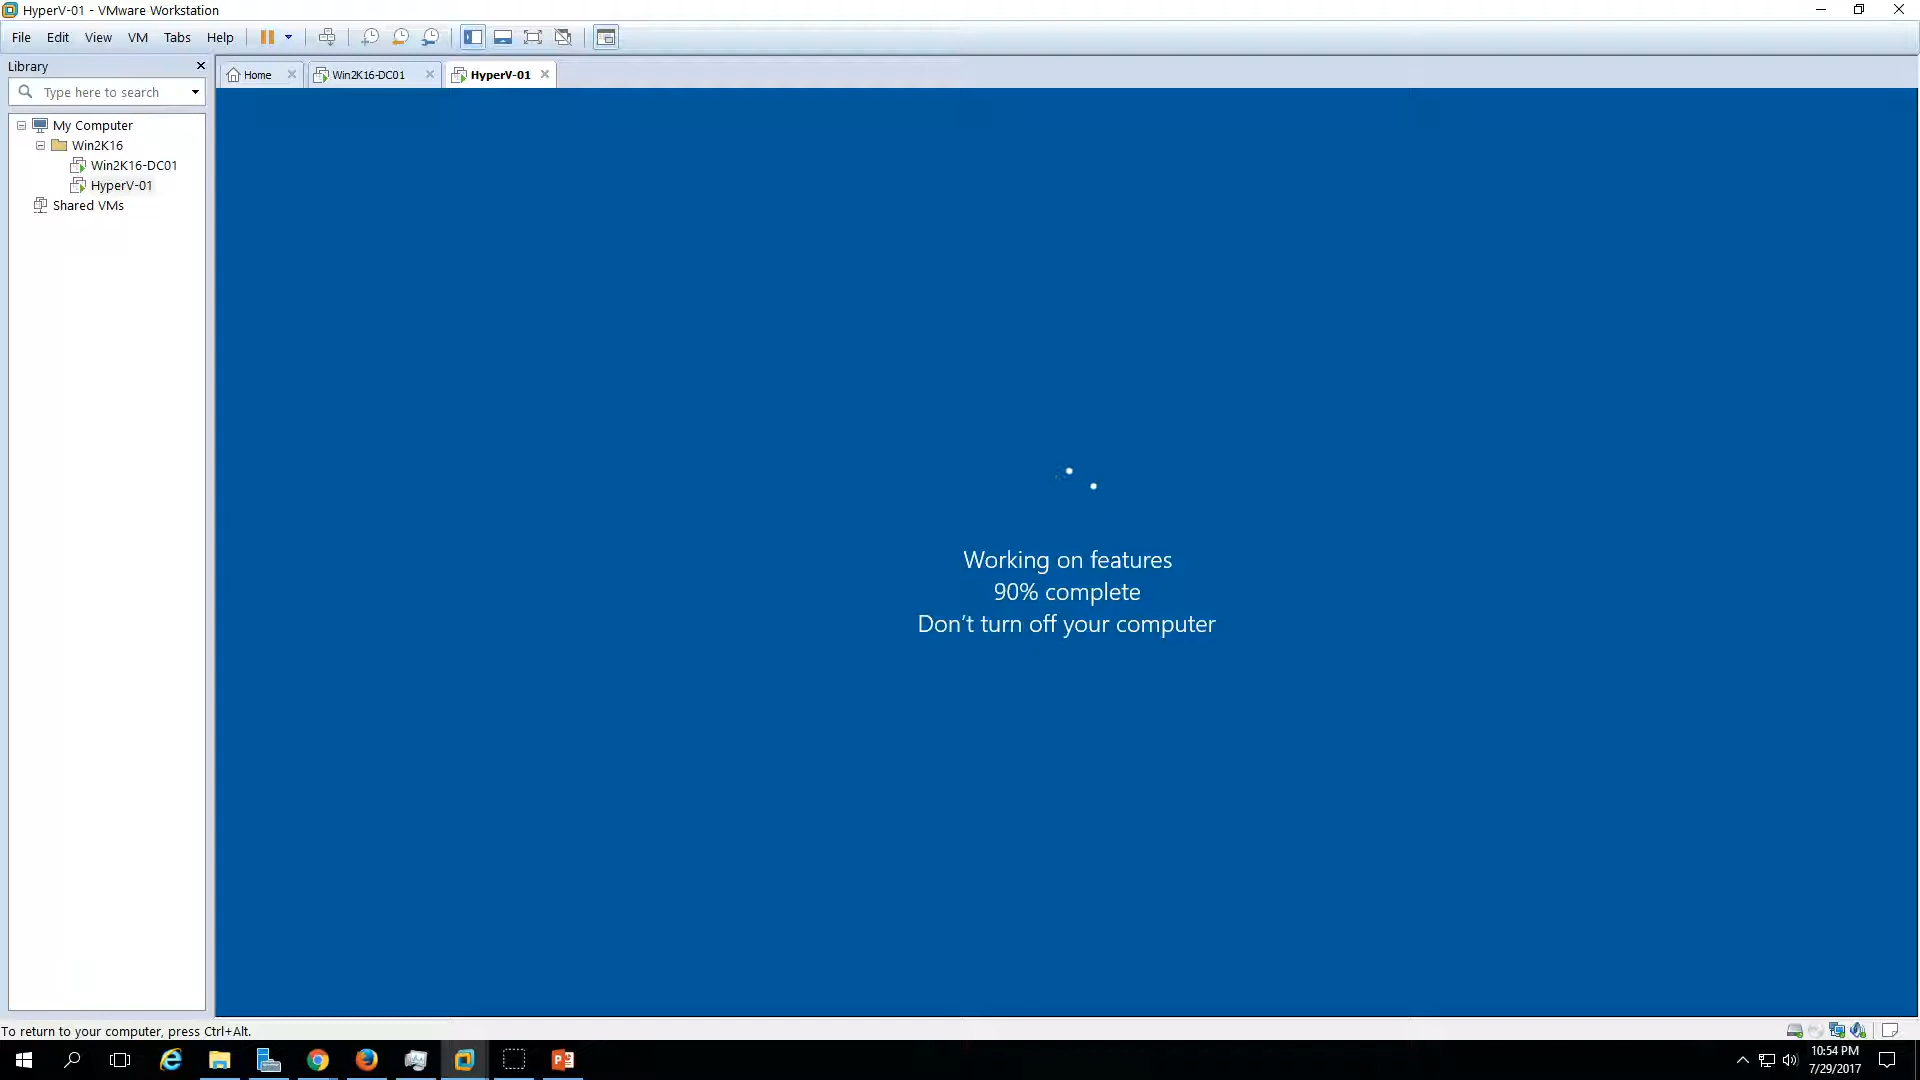 HyperV-01 - VMware Workstation
File Edit View VM Tabs Help
Library
Type here to search
My Computer
Win2K16
Win2K16-DC01
HyperV-01
Shared VMs
Home Win2K16-DC01 HyperV-01
Working on features
90% complete
Don't turn off your computer
To return to your computer, press Ctrl+Alt.
10:54 PM
7/29/2017